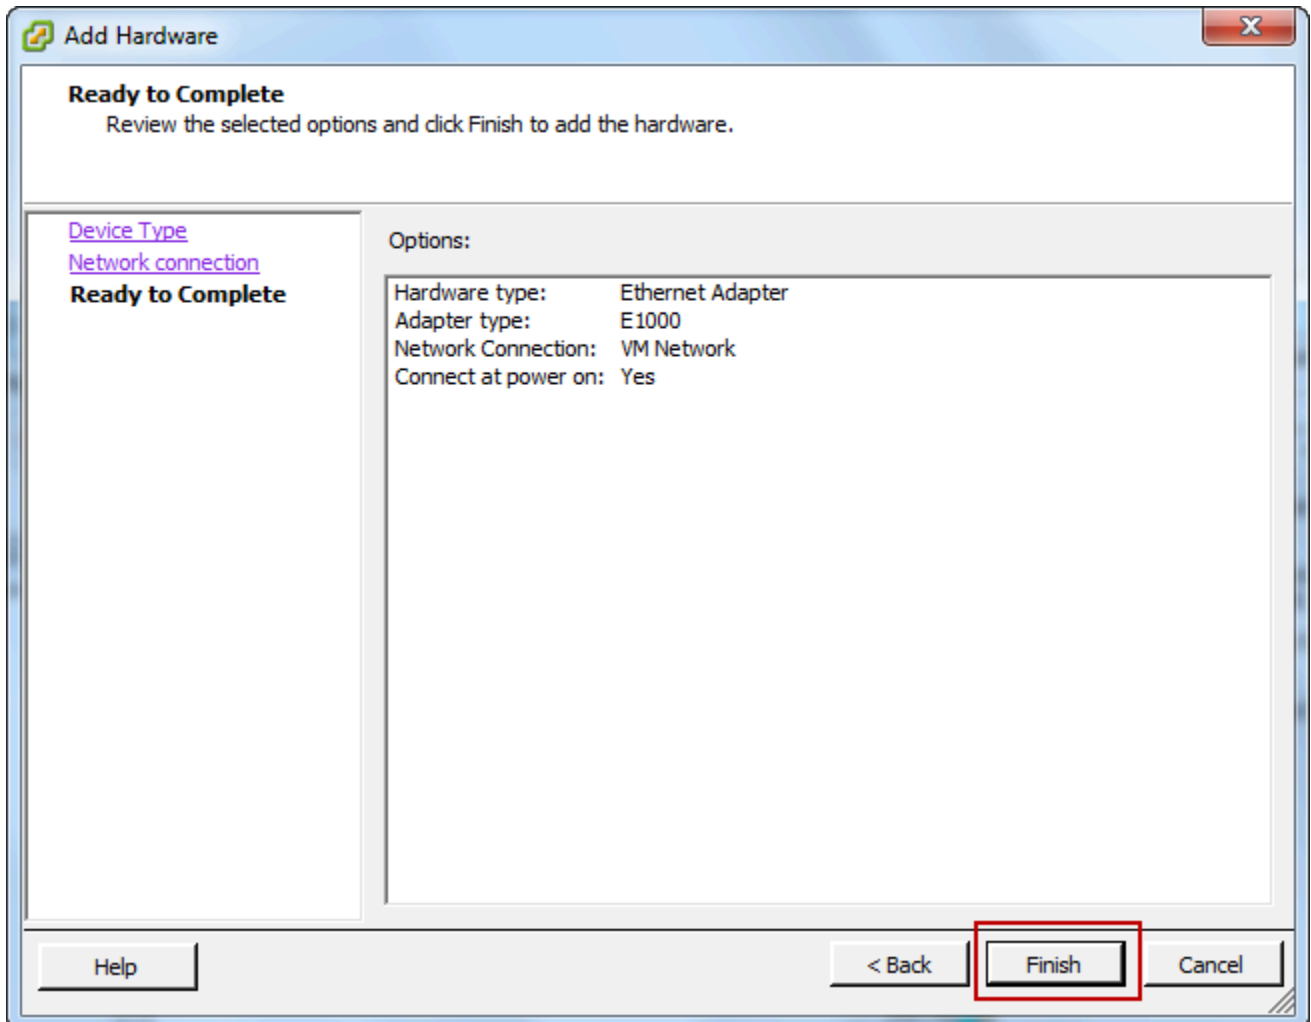 Add Hardware
X
Ready to Complete
Review the selected options and click Finish to add the hardware.
Device Type
Network connection
Ready to Complete
Options:
Hardware type: Ethernet Adapter
Adapter type: E1000
Network Connection: VM Network
Connect at power on: Yes
Help
< Back
Finish
Cancel